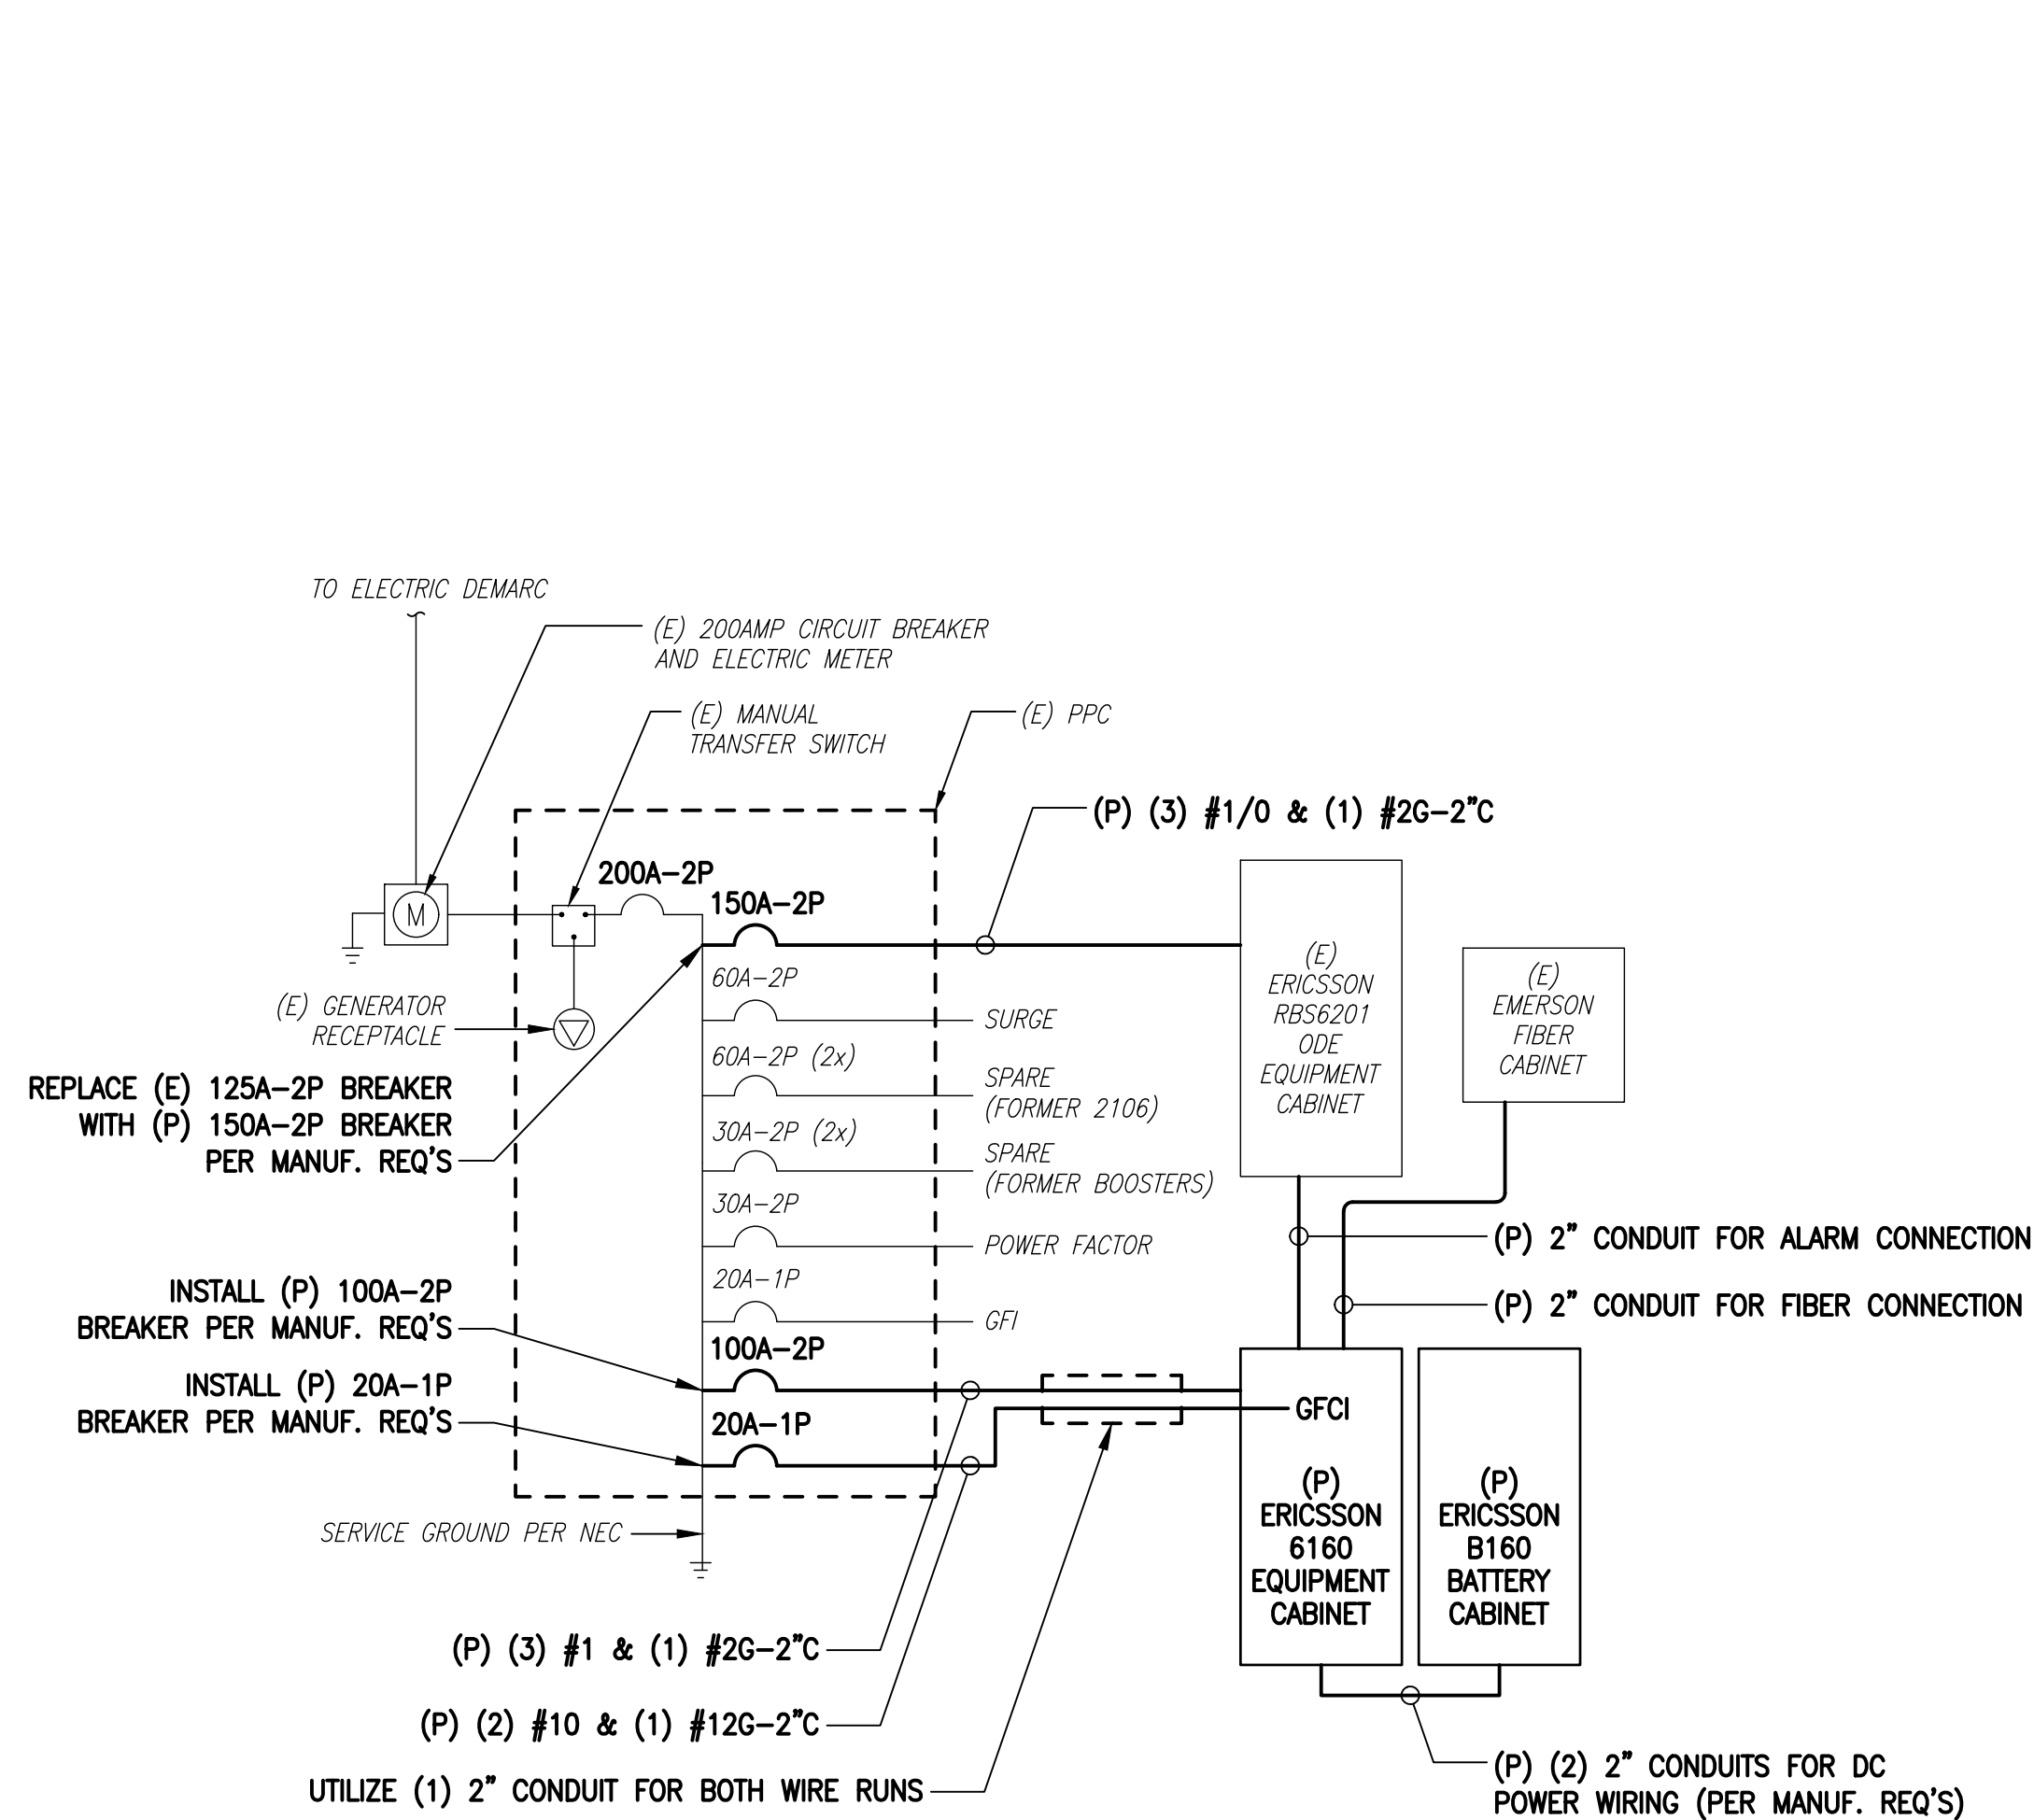 TO ELECTRIC DEMARC
(E) 200AMP CIRCUIT BREAKER
AND ELECTRIC METER
(E) MANUAL
TRANSFER SWITCH
(E) PPC
(P) (3) #1/0 & (1) #2G-2"C
200A-2P
M
150A-2P
60A-2P
SURGE
60A-2P (2x)
SPARE
(FORMER 2106)
30A-2P (2x)
SPARE
(FORMER BOOSTERS)
30A-2P
POWER FACTOR
20A-1P
GFI
100A-2P
20A-1P
(E) GENERATOR
RECEPTACLE
REPLACE (E) 125A-2P BREAKER
WITH (P) 150A-2P BREAKER
PER MANUF. REQ'S
INSTALL (P) 100A-2P
BREAKER PER MANUF. REQ'S
INSTALL (P) 20A-1P
BREAKER PER MANUF. REQ'S
SERVICE GROUND PER NEC
(E)
ERICSSON
RBS6201
ODE
EQUIPMENT
CABINET
(E)
EMERSON
FIBER
CABINET
(P) 2" CONDUIT FOR ALARM CONNECTION
(P) 2" CONDUIT FOR FIBER CONNECTION
GFCI
(P)
ERICSSON
6160
EQUIPMENT
CABINET
(P)
ERICSSON
B160
BATTERY
CABINET
(P) (3) #1 & (1) #2G-2"C
(P) (2) #10 & (1) #12G-2"C
UTILIZE (1) 2" CONDUIT FOR BOTH WIRE RUNS
(P) (2) 2" CONDUITS FOR DC
POWER WIRING (PER MANUF. REQ'S)